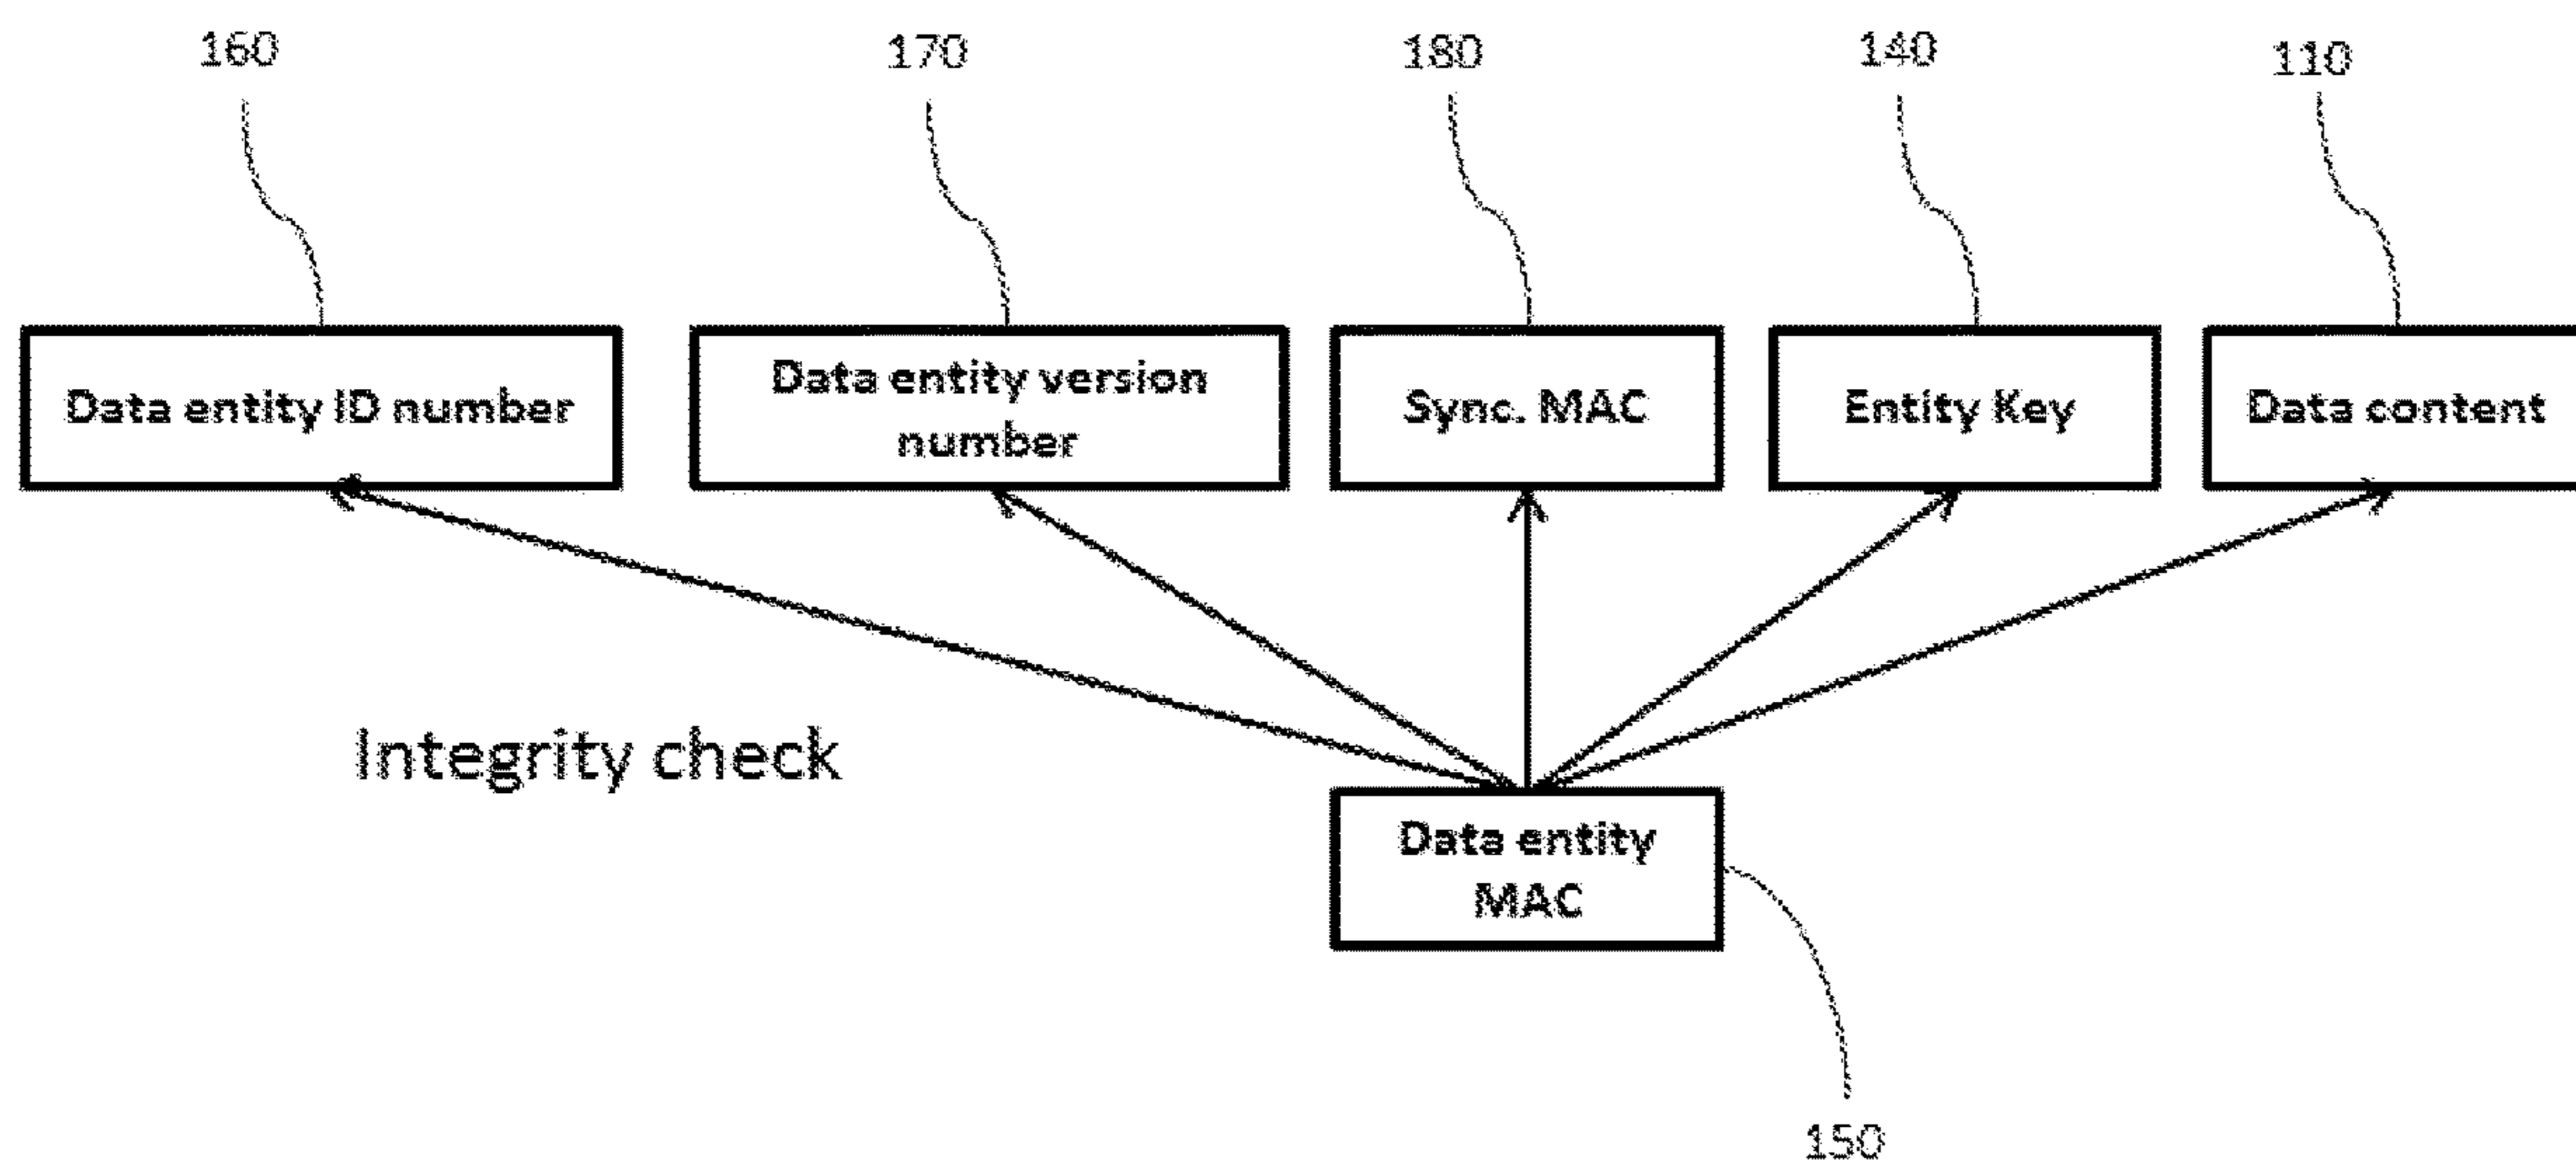 160
170
180
140
110
Data entity ID number
Data entity version
number
Sync. MAC
Entity Key
Data content
Integrity check
Data entity
MAC
150